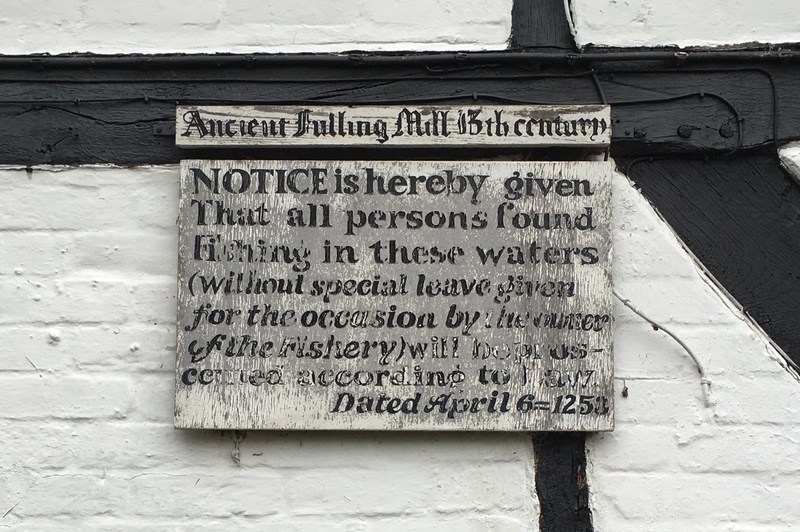 Ancient Fulling Mill 13th century
NOTICE is hereby given
That all persons found
Fishing in these waters
(without special leave given
for the occasion by the owner
of the Fishery) will be pros-
ecuted according to Law.
Dated April 6=125